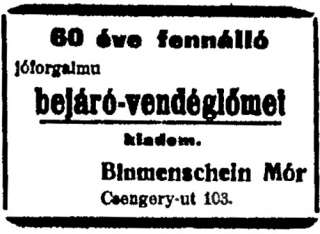 60 éve fennálló
jóforgalmu
bejáró-vendéglőmet
kiadom.
Blumenschein Mór
Csengery-ut 103.